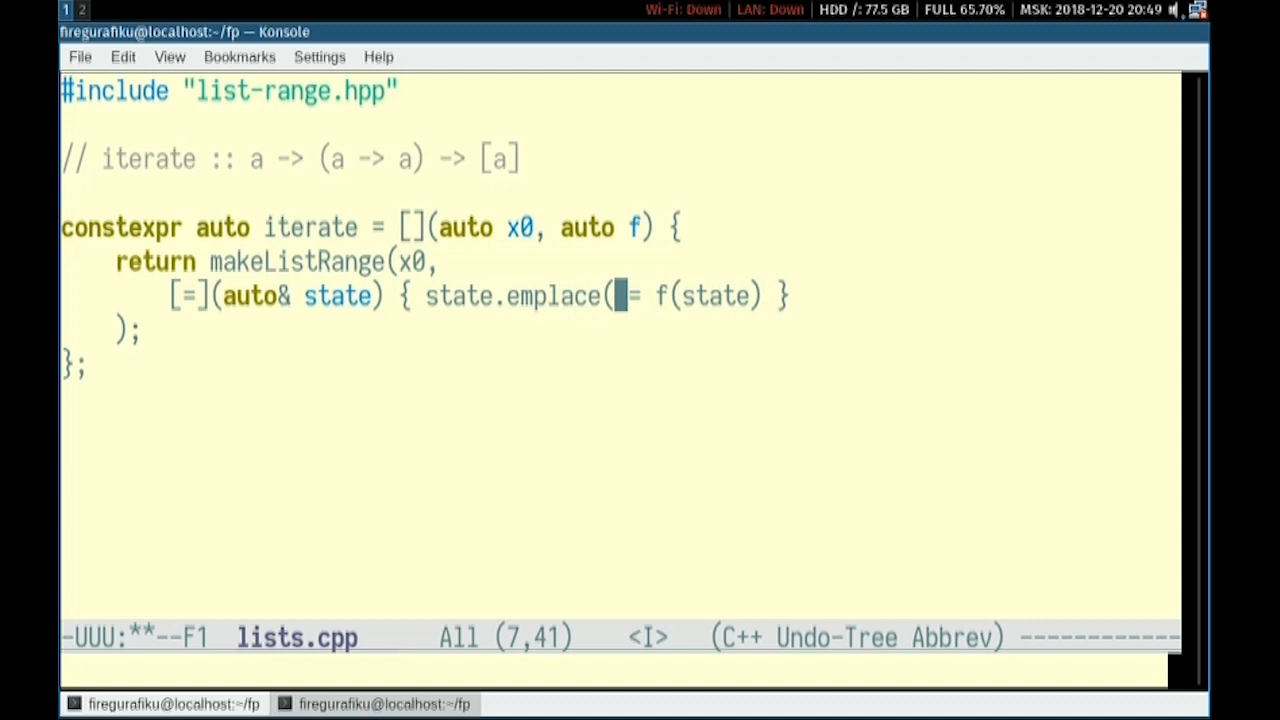 1 2 Wi-Fi: Down | LAN: Down | HDD /: 77.5 GB | FULL 65.70% | MSK: 2018-12-20 20:49
firegurafiku@localhost:~/fp — Konsole
File Edit View Bookmarks Settings Help
#include "list-range.hpp"
// iterate :: a -> (a -> a) -> [a]
constexpr auto iterate = [](auto x0, auto f) {
return makeListRange(x0,
[=](auto& state) { state.emplace( = f(state) }
);
};
-UUU:**--F1 lists.cpp All (7,41) <I> (C++ Undo-Tree Abbrev) ------------
firegurafiku@localhost:~/fp firegurafiku@localhost:~/fp